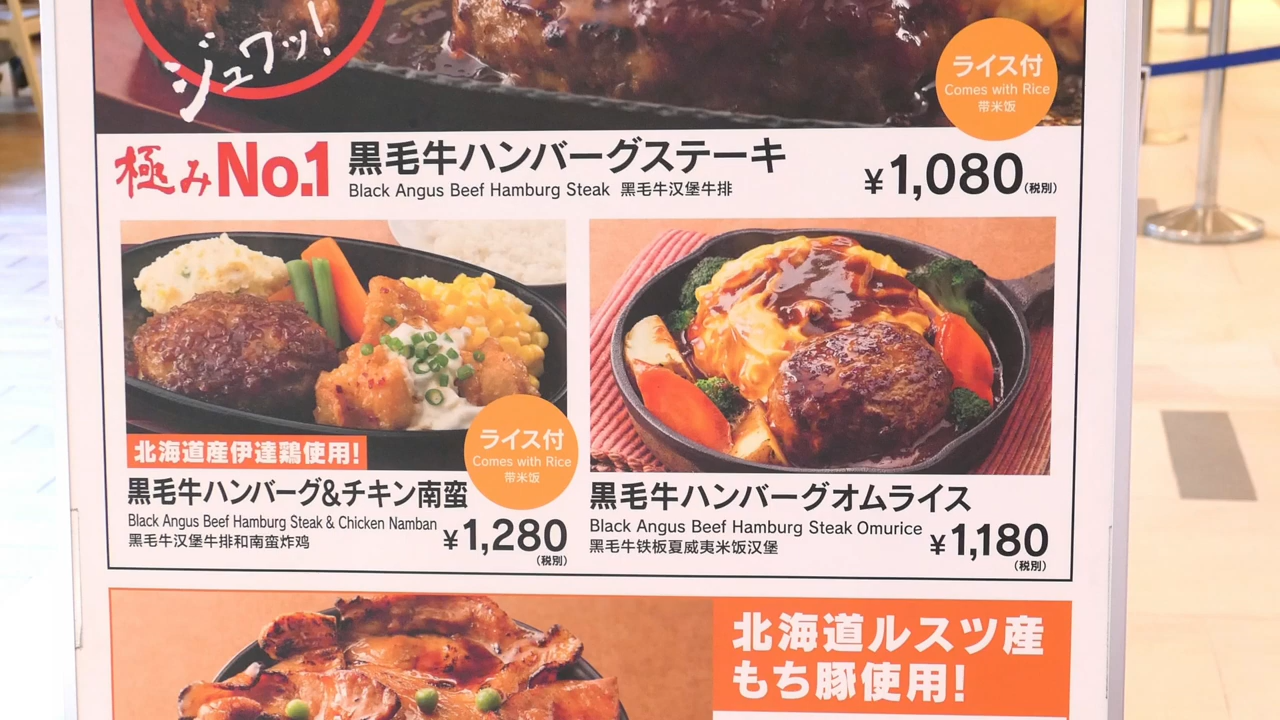 ジュワッ!
ライス付
Comes with Rice
带米饭
極みNo.1
黒毛牛ハンバーグステーキ
Black Angus Beef Hamburg Steak 黑毛牛汉堡牛排
¥1,080(税別)
北海道産伊達鶏使用!
ライス付
Comes with Rice
带米饭
黒毛牛ハンバーグ&チキン南蛮
Black Angus Beef Hamburg Steak & Chicken Namban
黑毛牛汉堡牛排和南蛮炸鸡
¥1,280
(税別)
黒毛牛ハンバーグオムライス
Black Angus Beef Hamburg Steak Omurice
黑毛牛铁板夏威夷米饭汉堡
¥1,180
(税別)
北海道ルスツ産
もち豚使用!